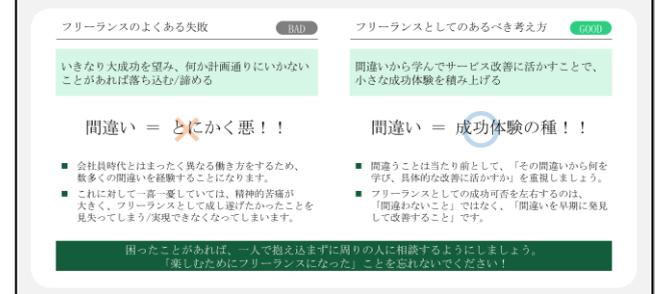 フリーランスのよくある失敗
BAD
いきなり大成功を望み、何か計画通りにいかない
ことがあれば落ち込む/諦める
間違い ＝ とにかく悪！！
■ 会社員時代とはまったく異なる働き方をするため、
数多くの間違いを経験することになります。
■ これに対して一喜一憂していては、精神的苦痛が
大きく、フリーランスとして成し遂げたかったことを
見失ってしまう/実現できなくなってしまいます。
フリーランスとしてのあるべき考え方
GOOD
間違いから学んでサービス改善に活かすことで、
小さな成功体験を積み上げる
間違い ＝ 成功体験の種！！
■ 間違うことは当たり前として、「その間違いから何を
学び、具体的な改善に活かすか」を重視しましょう。
■ フリーランスとしての成功可否を左右するのは、
「間違わないこと」ではなく、「間違いを早期に発見
して改善すること」です。
困ったことがあれば、一人で抱え込まずに周りの人に相談するようにしましょう。
「楽しむためにフリーランスになった」ことを忘れないでください！